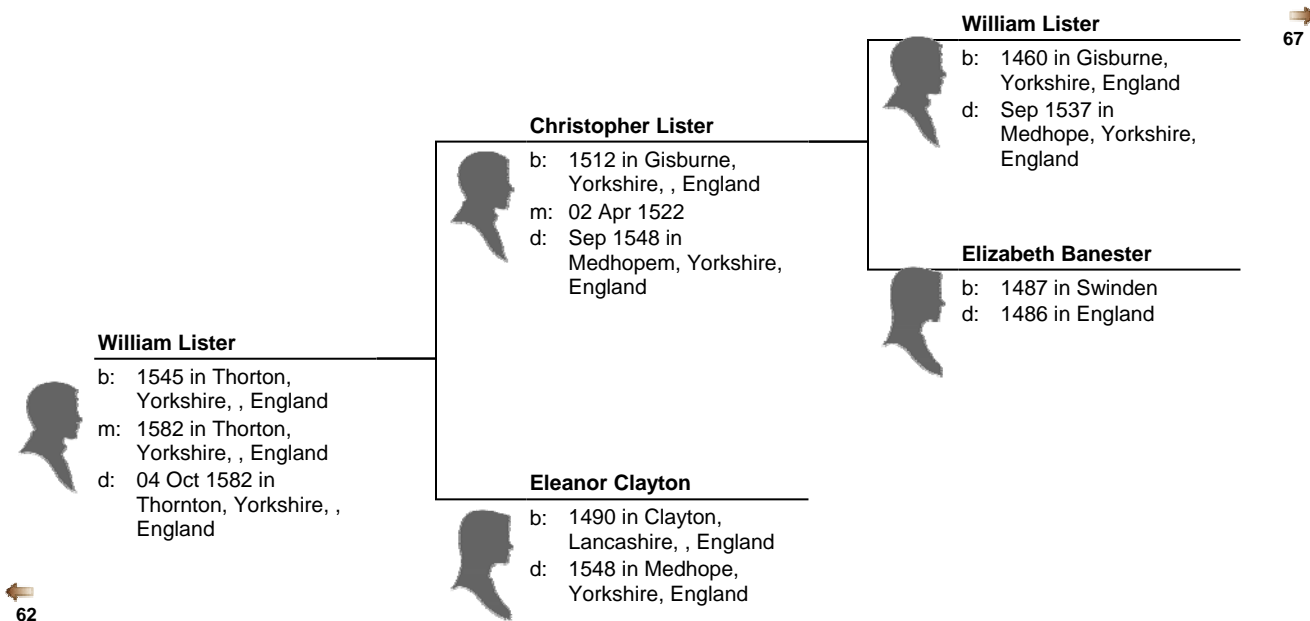 William Lister
b: 1460 in Gisburne,
Yorkshire, England
d: Sep 1537 in
Medhope, Yorkshire,
England
67
Christopher Lister
b: 1512 in Gisburne,
Yorkshire, , England
m: 02 Apr 1522
d: Sep 1548 in
Medhopem, Yorkshire,
England
Elizabeth Banester
b: 1487 in Swinden
d: 1486 in England
William Lister
b: 1545 in Thorton,
Yorkshire, , England
m: 1582 in Thorton,
Yorkshire, , England
d: 04 Oct 1582 in
Thornton, Yorkshire, ,
England
Eleanor Clayton
b: 1490 in Clayton,
Lancashire, , England
d: 1548 in Medhope,
Yorkshire, England
62